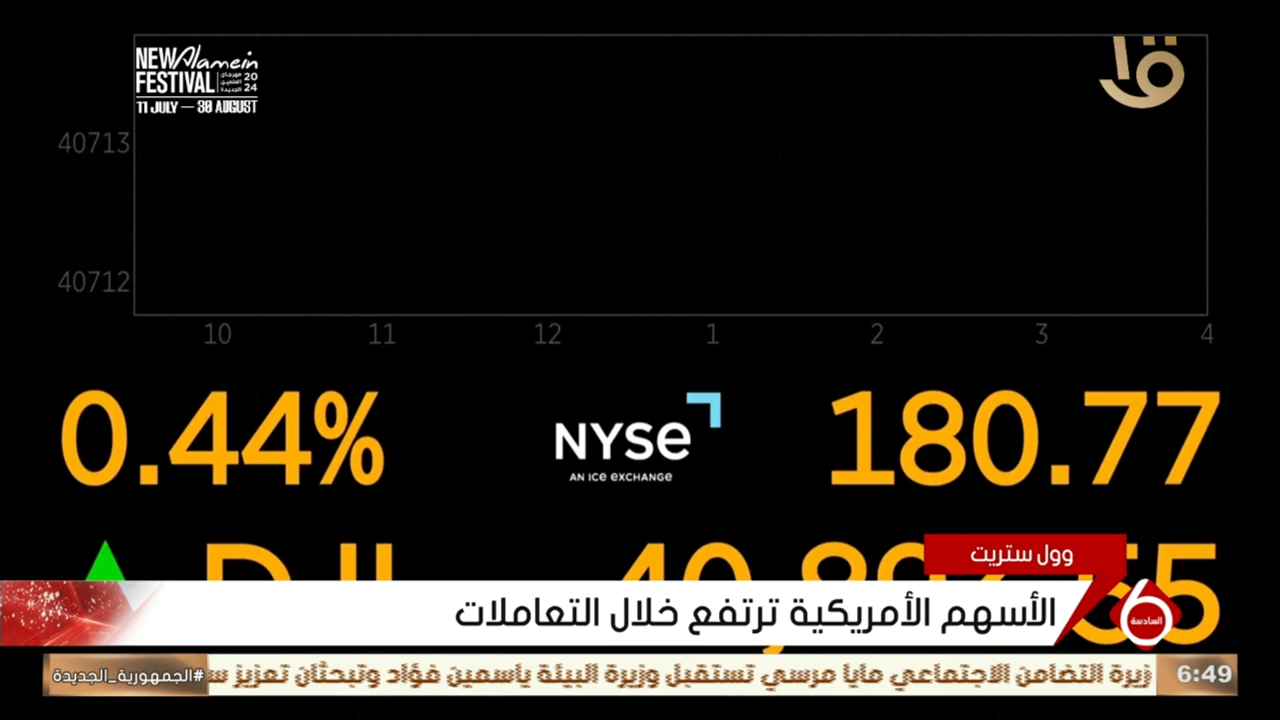 NEW Alamein
FESTIVAL
مهرجان
العلمين
الجديدة
20
24
11 JULY — 30 AUGUST
40713
40712
10 11 12 1 2 3 4
0.44%
NYSE
AN ICE EXCHANGE
180.77
وول ستريت
الأسهم الأمريكية ترتفع خلال التعاملات
السادسة
زيرة التضامن الاجتماعي مايا مرسي تستقبل وزيرة البيئة ياسمين فؤاد وتبحثان تعزيز
#الجمهورية_الجديدة
6:49